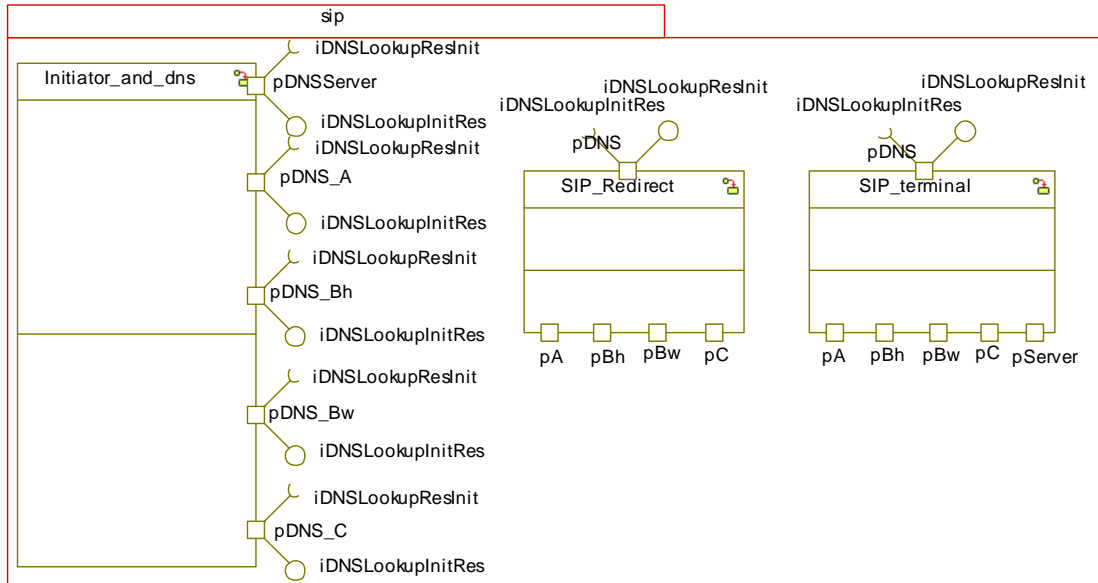 sip
Initiator_and_dns
iDNSLookupResInit
pDNSServer
iDNSLookupInitRes
iDNSLookupResInit
pDNS_A
iDNSLookupInitRes
iDNSLookupResInit
pDNS_Bh
iDNSLookupInitRes
iDNSLookupResInit
pDNS_Bw
iDNSLookupInitRes
iDNSLookupResInit
pDNS_C
iDNSLookupInitRes
iDNSLookupResInit
iDNSLookupInitRes
pDNS
SIP_Redirect
pA pBh pBw pC
iDNSLookupResInit
iDNSLookupInitRes
pDNS
SIP_terminal
pA pBh pBw pC pServer